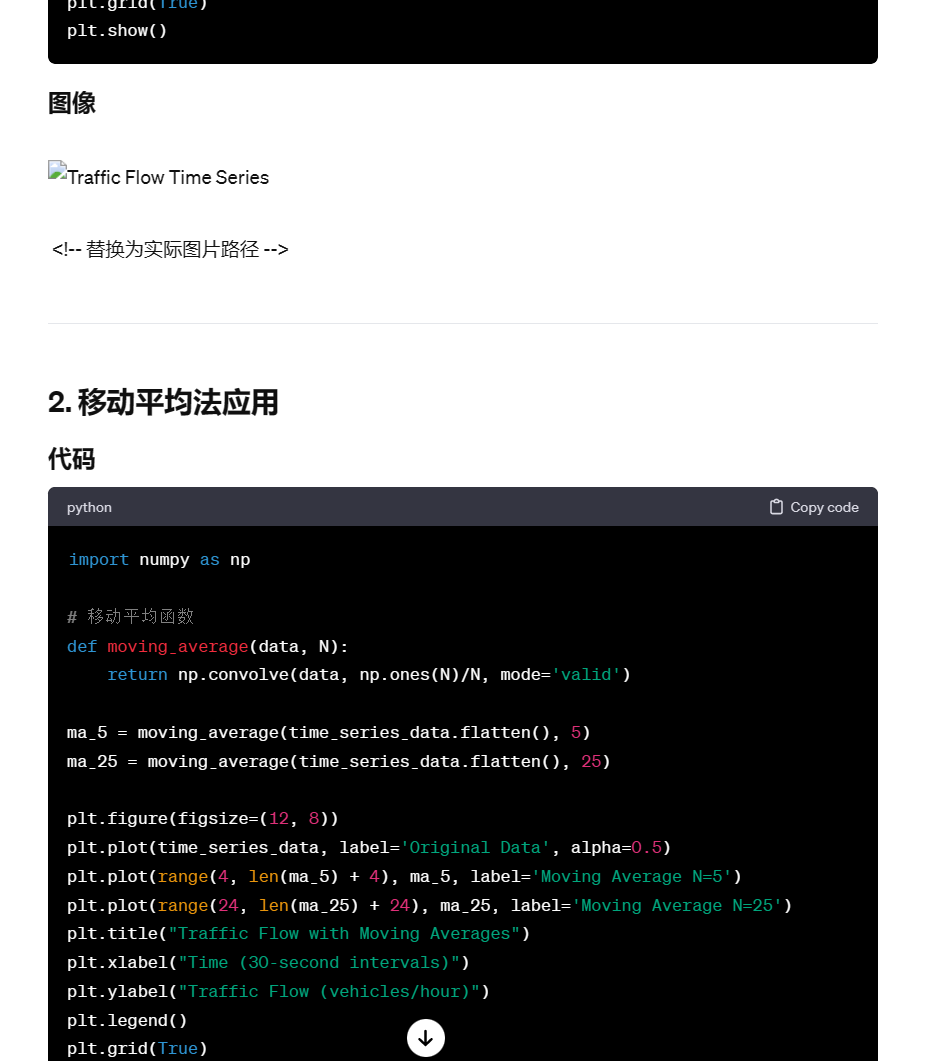 plt.grid(True)
plt.show()
图像
Traffic Flow Time Series
<!-- 替换为实际图片路径 -->
2. 移动平均法应用
代码
python Copy code
import numpy as np
# 移动平均函数
def moving_average(data, N):
    return np.convolve(data, np.ones(N)/N, mode='valid')
ma_5 = moving_average(time_series_data.flatten(), 5)
ma_25 = moving_average(time_series_data.flatten(), 25)
plt.figure(figsize=(12, 8))
plt.plot(time_series_data, label='Original Data', alpha=0.5)
plt.plot(range(4, len(ma_5) + 4), ma_5, label='Moving Average N=5')
plt.plot(range(24, len(ma_25) + 24), ma_25, label='Moving Average N=25')
plt.title("Traffic Flow with Moving Averages")
plt.xlabel("Time (30-second intervals)")
plt.ylabel("Traffic Flow (vehicles/hour)")
plt.legend()
plt.grid(True)